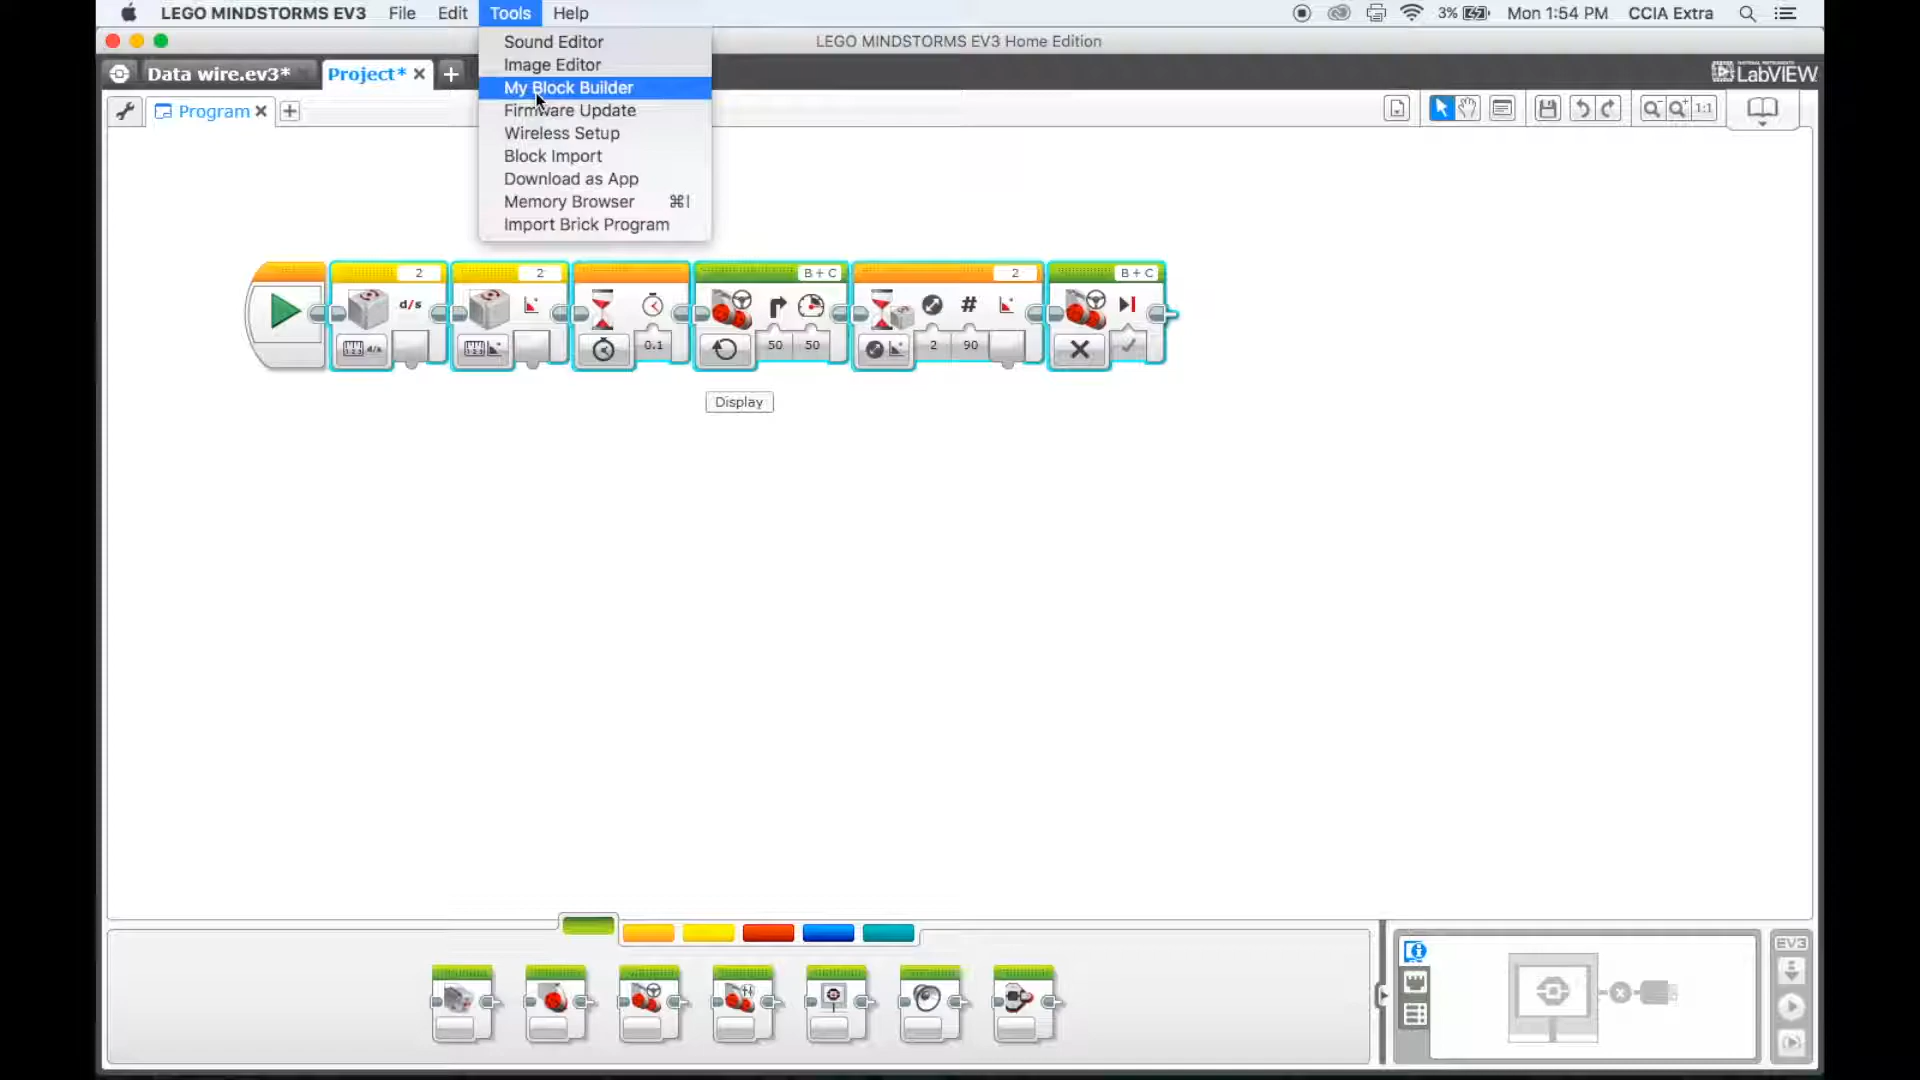 LEGO MINDSTORMS EV3 File Edit Tools Help 3% Mon 1:54 PM CCIA Extra
LEGO MINDSTORMS EV3 Home Edition
Data wire.ev3* Project* LabVIEW
Program 1:1
Sound Editor
Image Editor
My Block Builder
Firmware Update
Wireless Setup
Block Import
Download as App
Memory Browser ⌘I
Import Brick Program
2 2 B + C 2 B + C
d/s #
0.1 50 50 2 90
Display
EV3